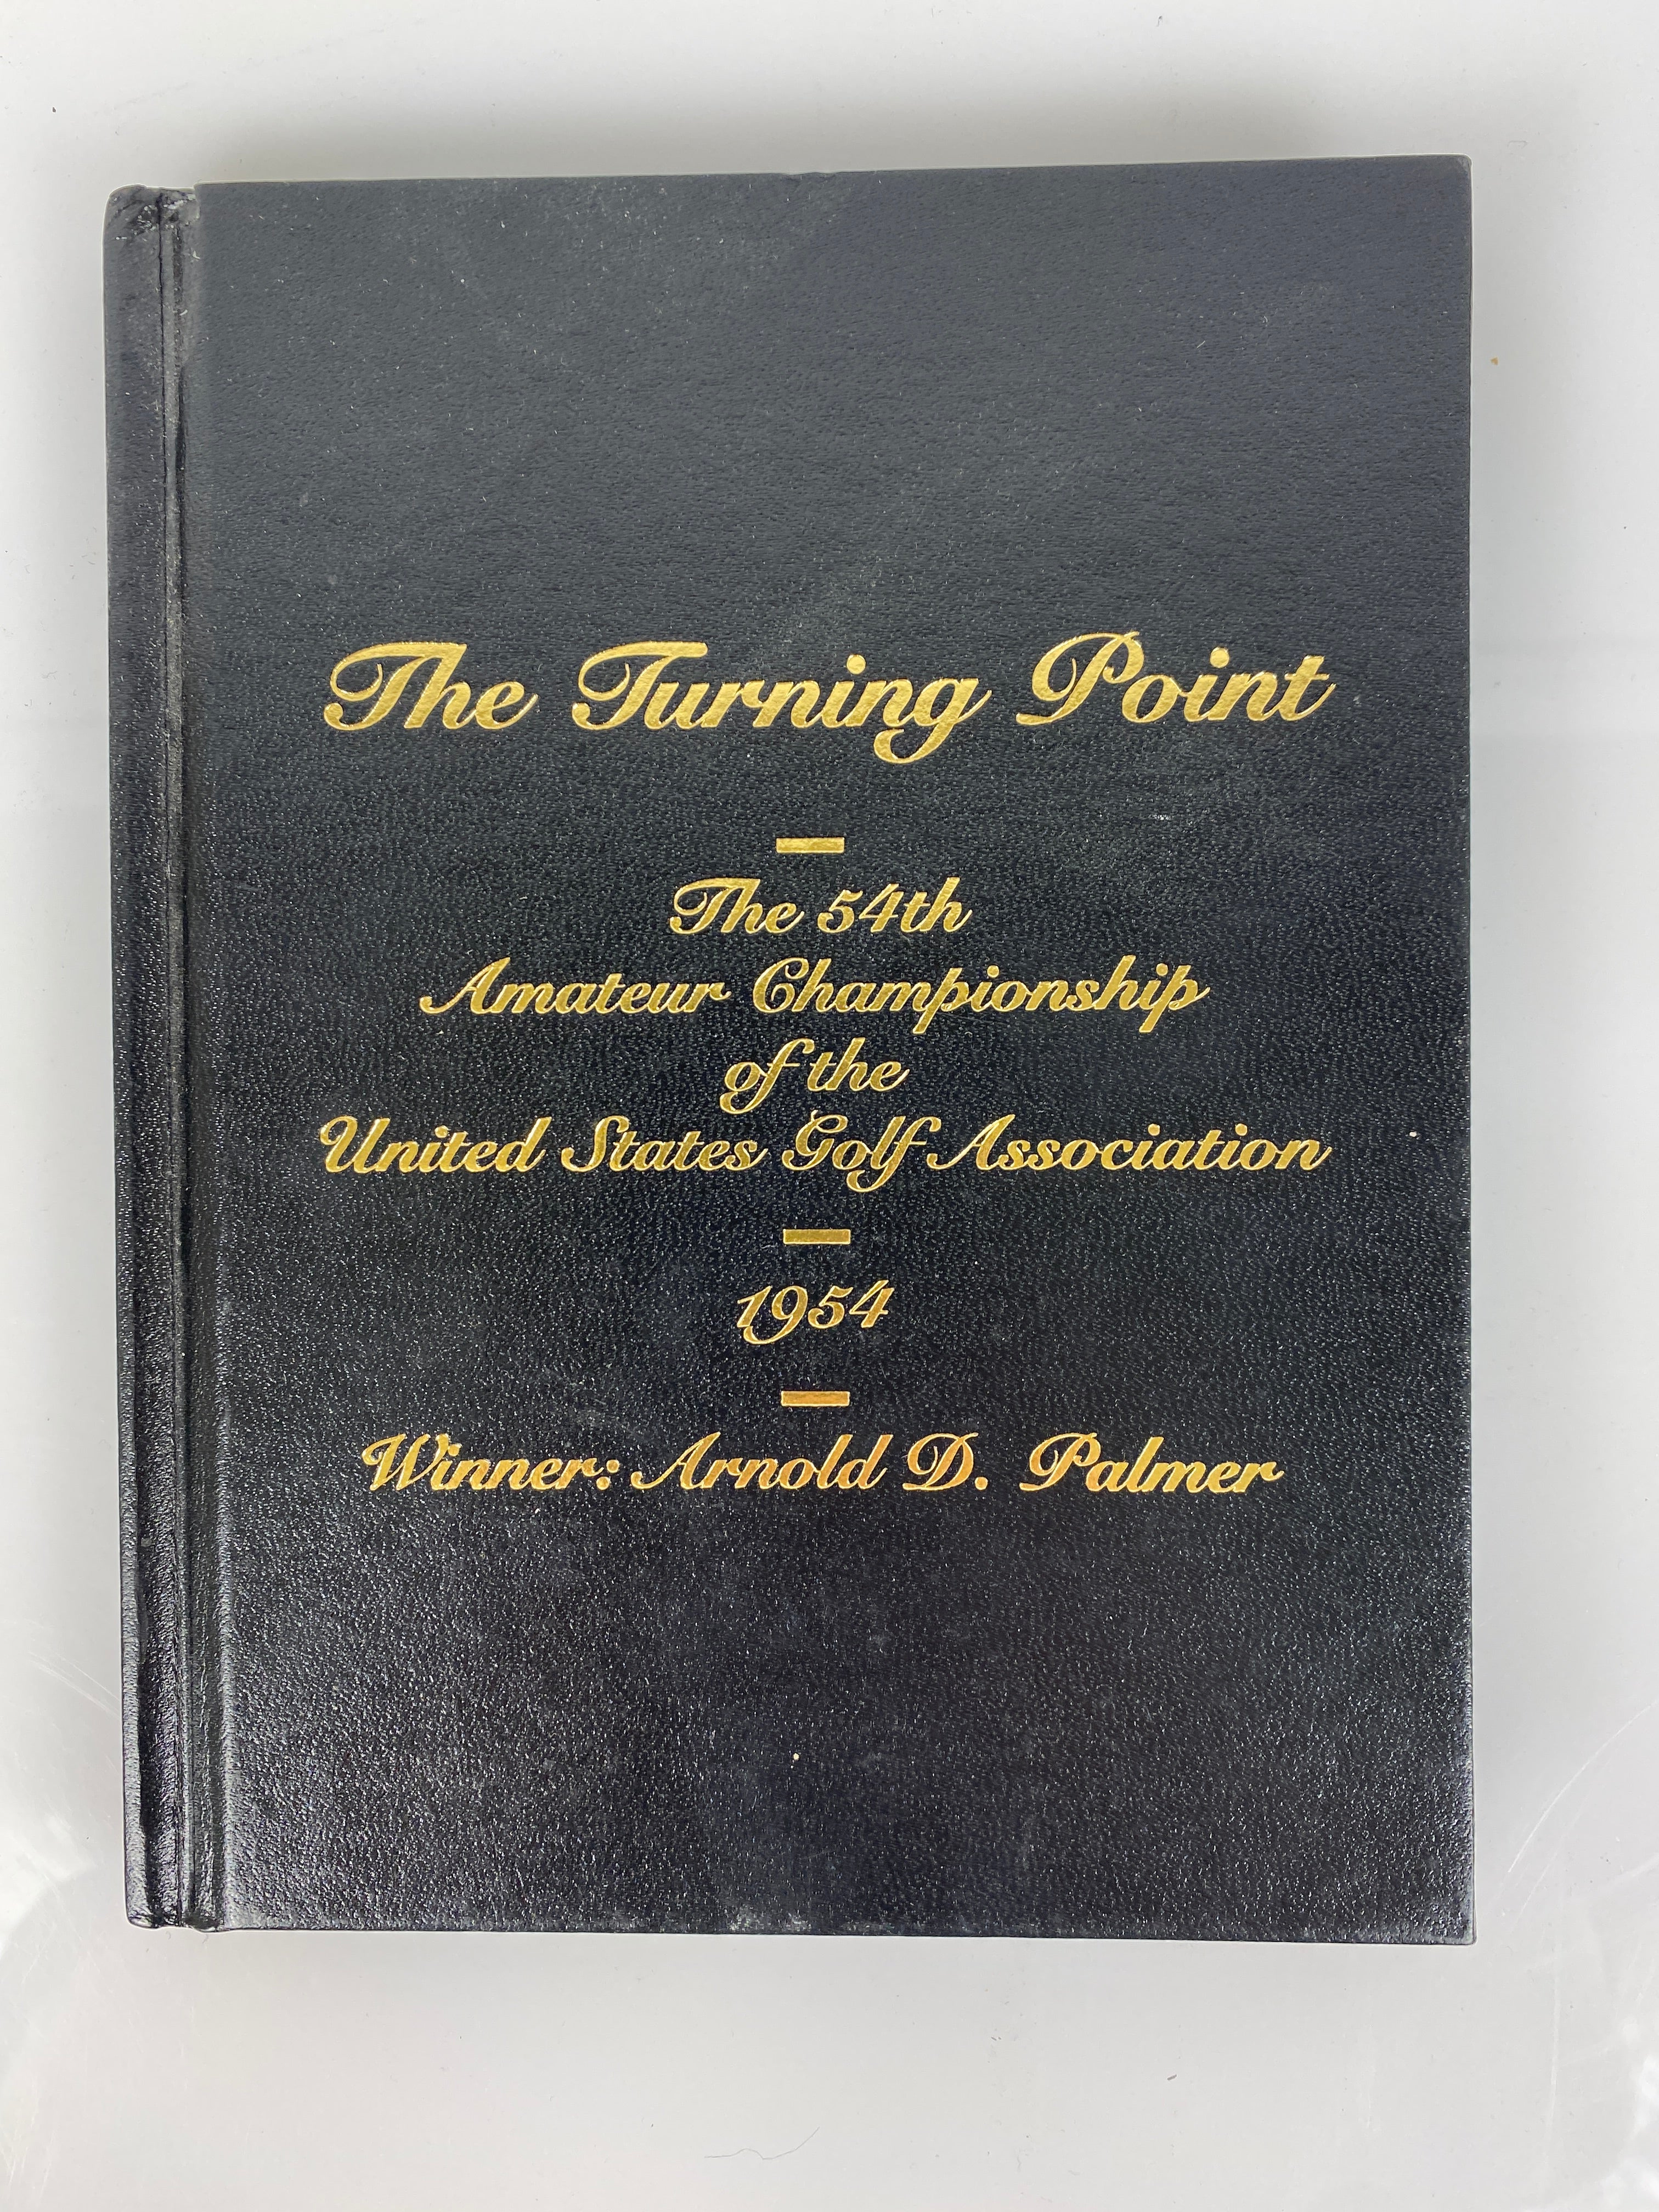 The Turning Point
The 54th
Amateur Championship
of the
United States Golf Association
1954
Winner: Arnold D. Palmer